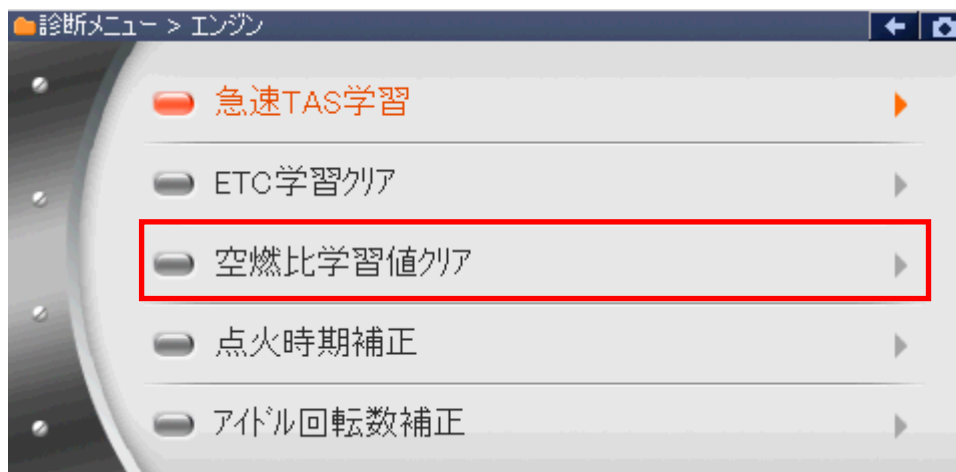 診断メニュー > エンジン
急速TAS学習
ETC学習クリア
空燃比学習値クリア
点火時期補正
アイドル回転数補正